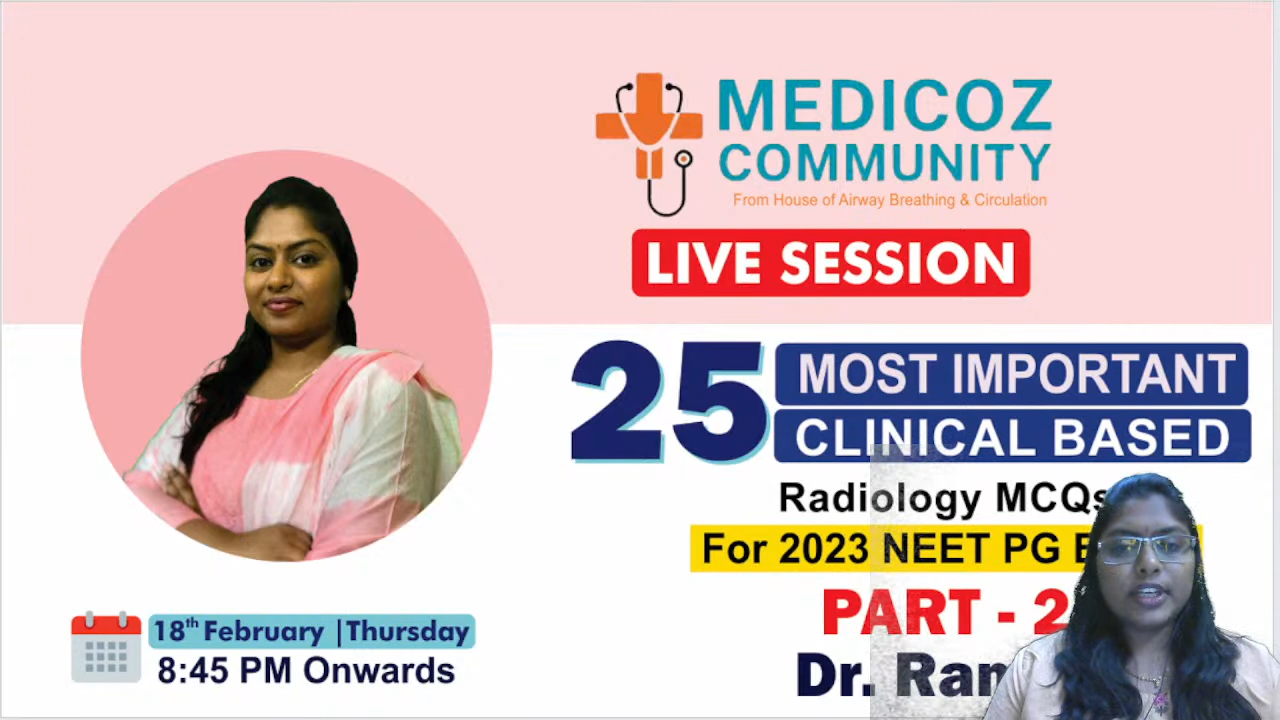 MEDICOZ
COMMUNITY
From House of Airway Breathing & Circulation
LIVE SESSION
25 MOST IMPORTANT
CLINICAL BASED
Radiology MCQs
For 2023 NEET PG
PART - 2
Dr.
18th February | Thursday
8:45 PM Onwards